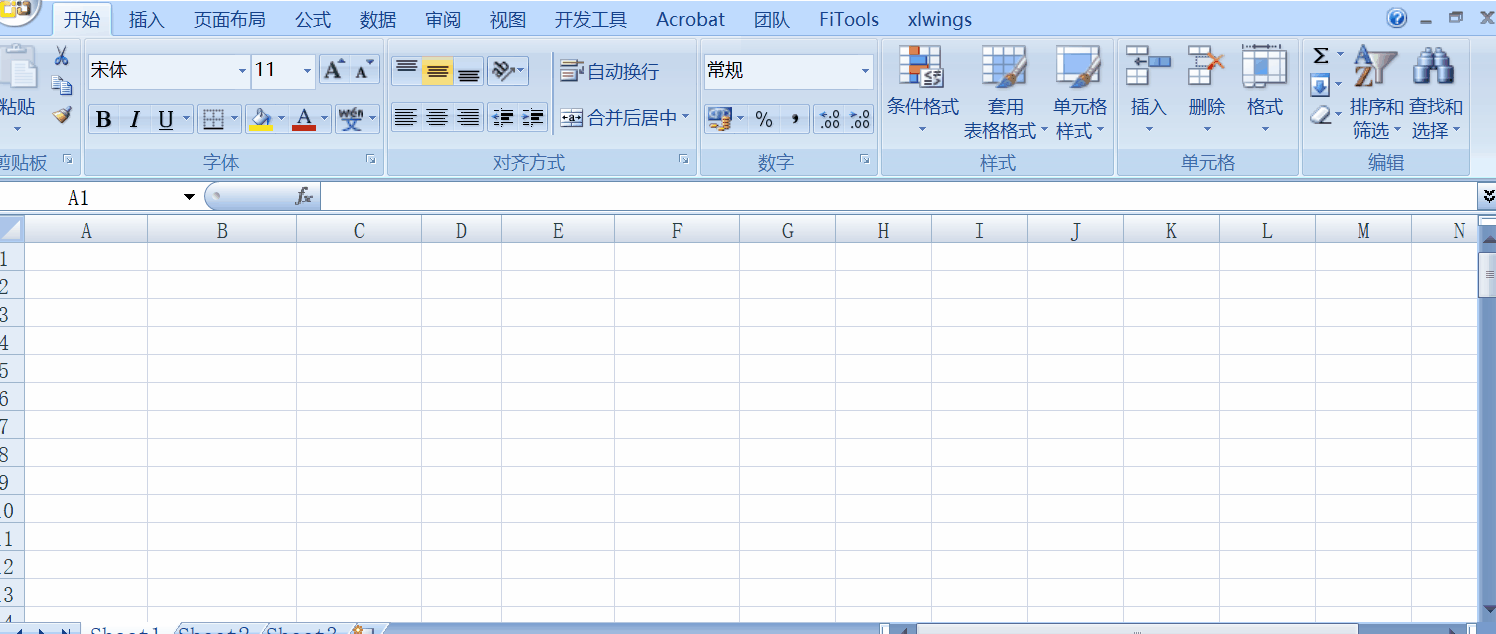 开始 插入 页面布局 公式 数据 审阅 视图 开发工具 Acrobat 团队 FiTools xlwings
宋体 11 自动换行 常规
粘贴 B I U A wén 合并后居中 % , .00 .00 条件格式 套用 表格格式 单元格 样式 插入 删除 格式 Σ 排序和 筛选 查找和 选择
剪贴板 字体 对齐方式 数字 样式 单元格 编辑
A1 fx
A B C D E F G H I J K L M N
1
2
3
4
5
6
7
8
9
10
11
12
13
14
Sheet1 Sheet2 Sheet3